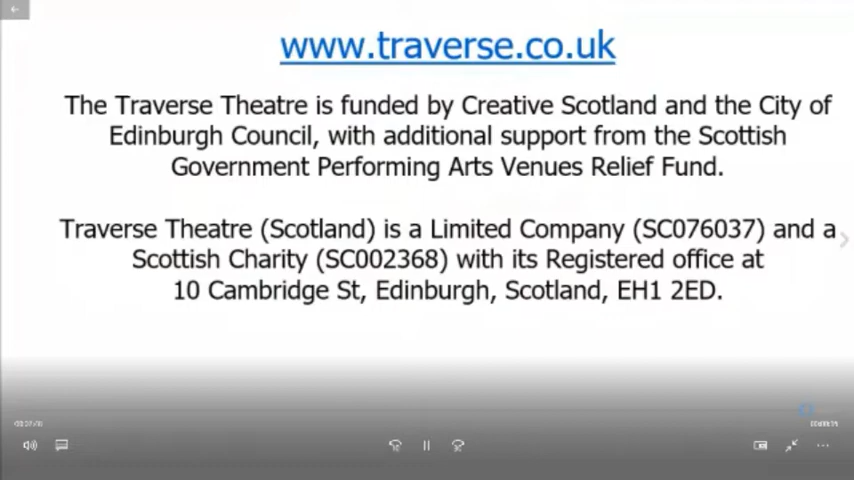 www.traverse.co.uk
The Traverse Theatre is funded by Creative Scotland and the City of
Edinburgh Council, with additional support from the Scottish
Government Performing Arts Venues Relief Fund.
Traverse Theatre (Scotland) is a Limited Company (SC076037) and a
Scottish Charity (SC002368) with its Registered office at
10 Cambridge St, Edinburgh, Scotland, EH1 2ED.